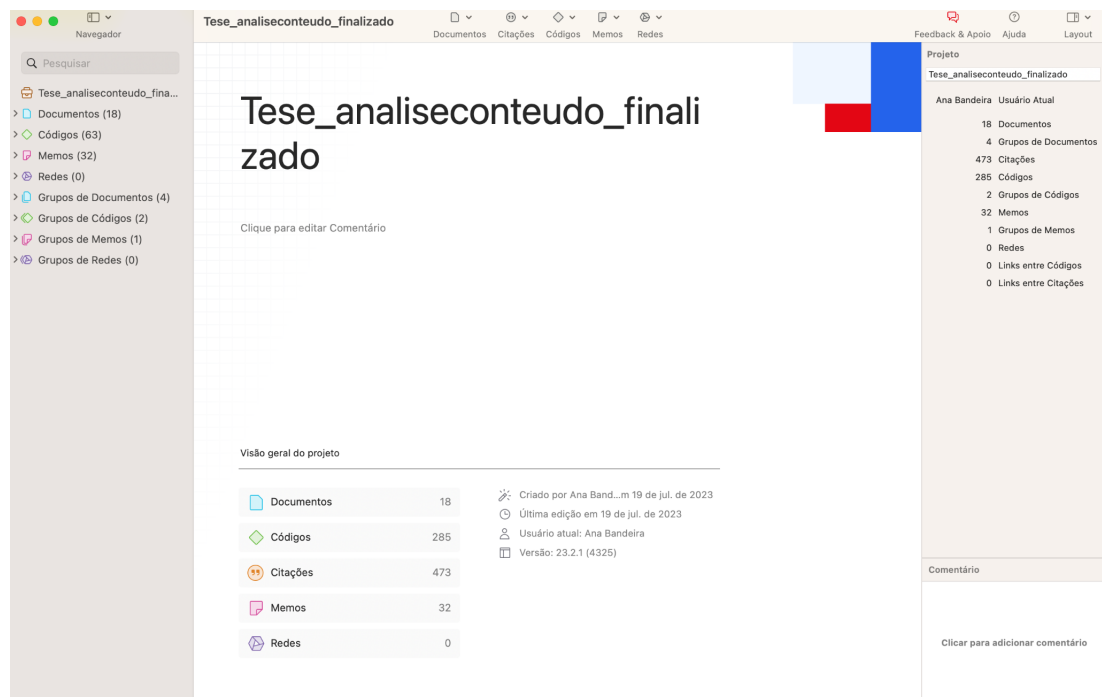 Tese_analiseconteudo_finalizado
Navegador
Documentos Citações Códigos Memos Redes
Feedback & Apoio Ajuda Layout
Pesquisar
Tese_analiseconteudo_fina...
Documentos (18)
Códigos (63)
Memos (32)
Redes (0)
Grupos de Documentos (4)
Grupos de Códigos (2)
Grupos de Memos (1)
Grupos de Redes (0)
Tese_analiseconteudo_finali
zado
Clique para editar Comentário
Visão geral do projeto
Documentos 18
Códigos 285
Citações 473
Memos 32
Redes 0
Criado por Ana Band...m 19 de jul. de 2023
Última edição em 19 de jul. de 2023
Usuário atual: Ana Bandeira
Versão: 23.2.1 (4325)
Projeto
Tese_analiseconteudo_finalizado
Ana Bandeira Usuário Atual
18 Documentos
4 Grupos de Documentos
473 Citações
285 Códigos
2 Grupos de Códigos
32 Memos
1 Grupos de Memos
0 Redes
0 Links entre Códigos
0 Links entre Citações
Comentário
Clicar para adicionar comentário